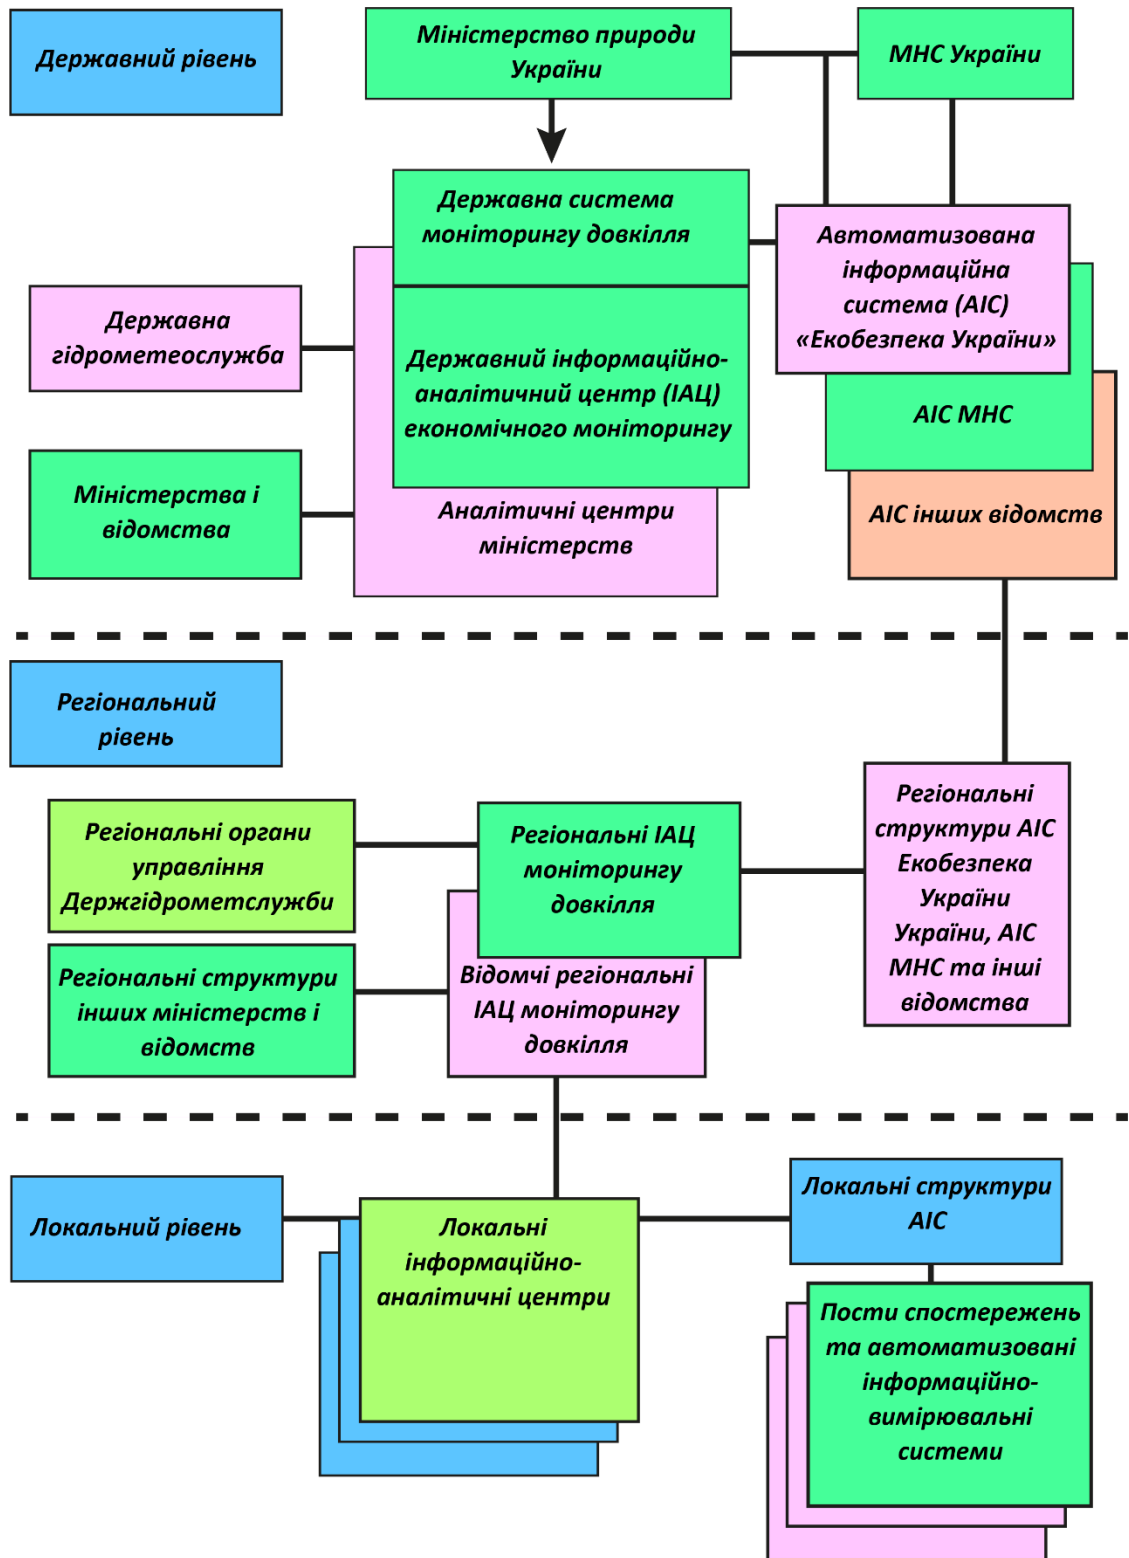 Державний рівень
Міністерство природи
України
МНС України
Державна система
моніторингу довкілля
Автоматизована
інформаційна
система (АІС)
«Екобезпека України»
Державна
гідрометеослужба
Державний інформаційно-
аналітичний центр (ІАЦ)
економічного моніторингу
АІС МНС
Міністерства і
відомства
Аналітичні центри
міністерств
АІС інших відомств
Регіональний
рівень
Регіональні органи
управління
Держгідрометслужби
Регіональні ІАЦ
моніторингу
довкілля
Регіональні
структури АІС
Екобезпека
України
України, АІС
МНС та інші
відомства
Регіональні структури
інших міністерств і
відомств
Відомчі регіональні
ІАЦ моніторингу
довкілля
Локальний рівень
Локальні
інформаційно-
аналітичні центри
Локальні структури
АІС
Пости спостережень
та автоматизовані
інформаційно-
вимірювальні
системи